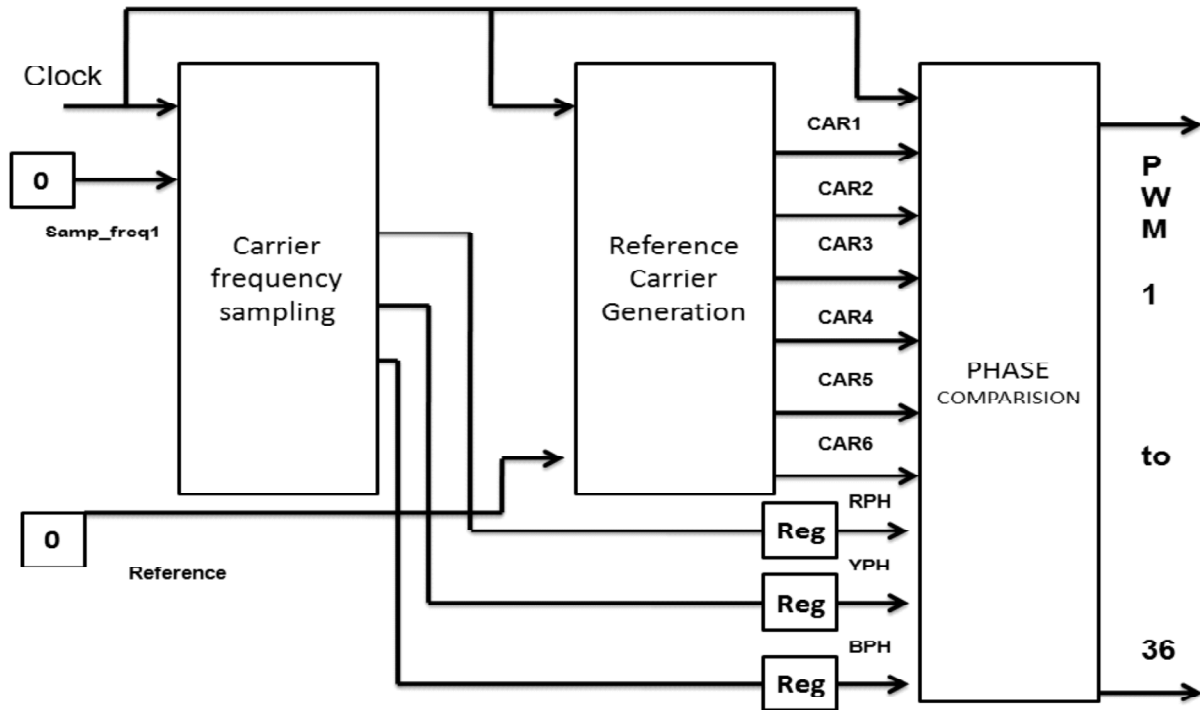 Clock
0
Samp_freq1
Carrier
frequency
sampling
Reference
Carrier
Generation
CAR1
CAR2
CAR3
CAR4
CAR5
CAR6
RPH
YPH
BPH
Reg
Reg
Reg
0
Reference
PHASE
COMPARISION
P
W
M
1
to
36